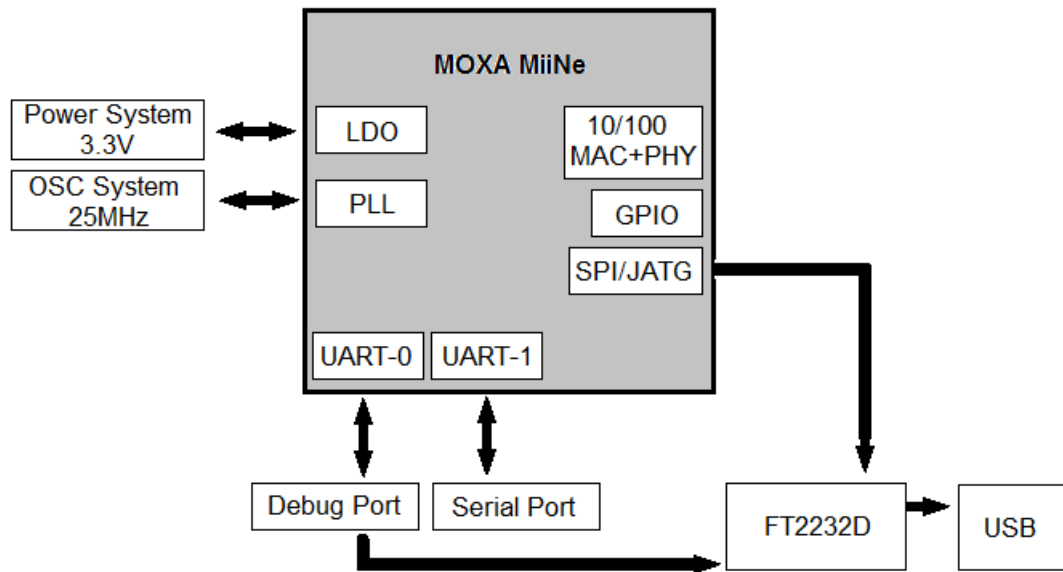 MOXA MiiNe
Power System
3.3V
LDO
10/100
MAC+PHY
OSC System
25MHz
PLL
GPIO
SPI/JATG
UART-0
UART-1
Debug Port
Serial Port
FT2232D
USB